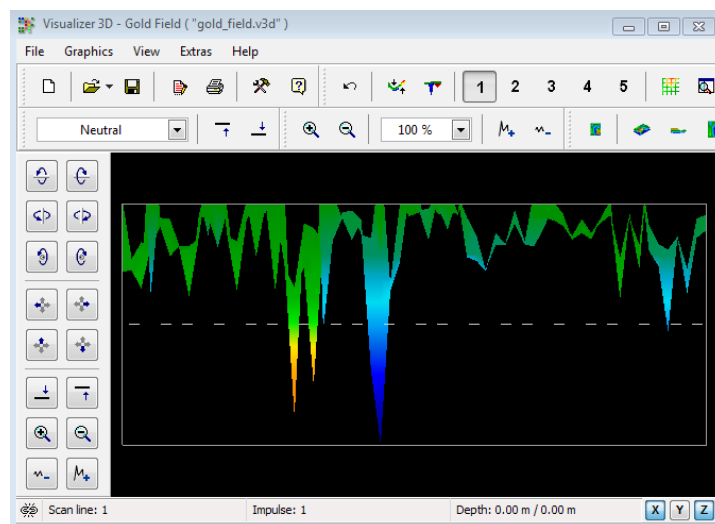 Visualizer 3D - Gold Field ( "gold_field.v3d" )
File Graphics View Extras Help
1 2 3 4 5
Neutral 100 %
Scan line: 1 Impulse: 1 Depth: 0.00 m / 0.00 m X Y Z